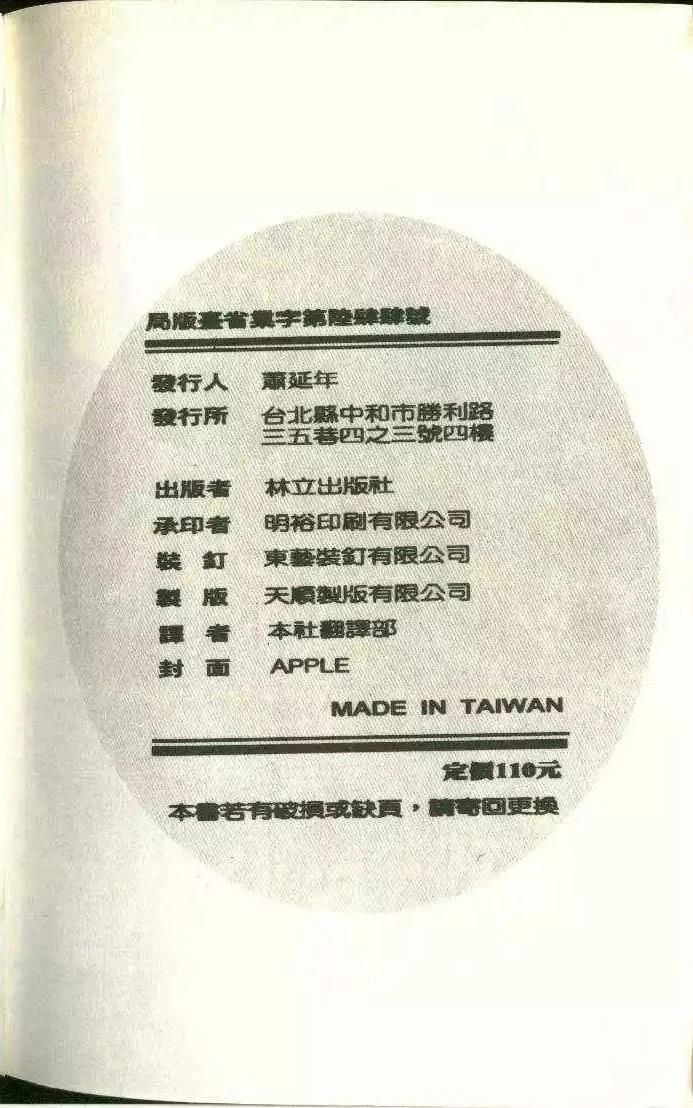 局版臺省業字第陸肆肆號
發行人 蕭延年
發行所 台北縣中和市勝利路
三五巷四之三號四樓
出版者 林立出版社
承印者 明裕印刷有限公司
裝釘 東藝裝釘有限公司
製版 天順製版有限公司
譯者 本社翻譯部
封面 APPLE
MADE IN TAIWAN
定價110元
本書若有破損或缺頁，請寄回更換